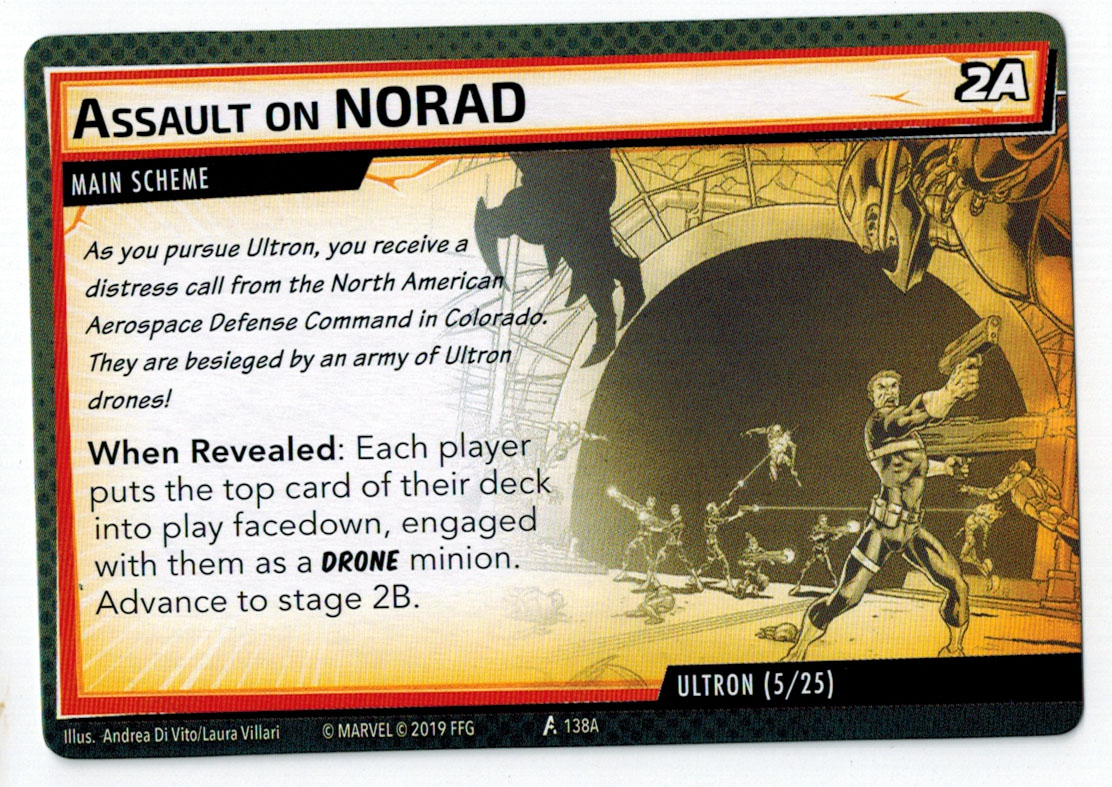 Assault on NORAD
2A
MAIN SCHEME
As you pursue Ultron, you receive a
distress call from the North American
Aerospace Defense Command in Colorado.
They are besieged by an army of Ultron
drones!
When Revealed: Each player
puts the top card of their deck
into play facedown, engaged
with them as a DRONE minion.
Advance to stage 2B.
ULTRON (5/25)
Illus. Andrea Di Vito/Laura Villari
© MARVEL © 2019 FFG
138A